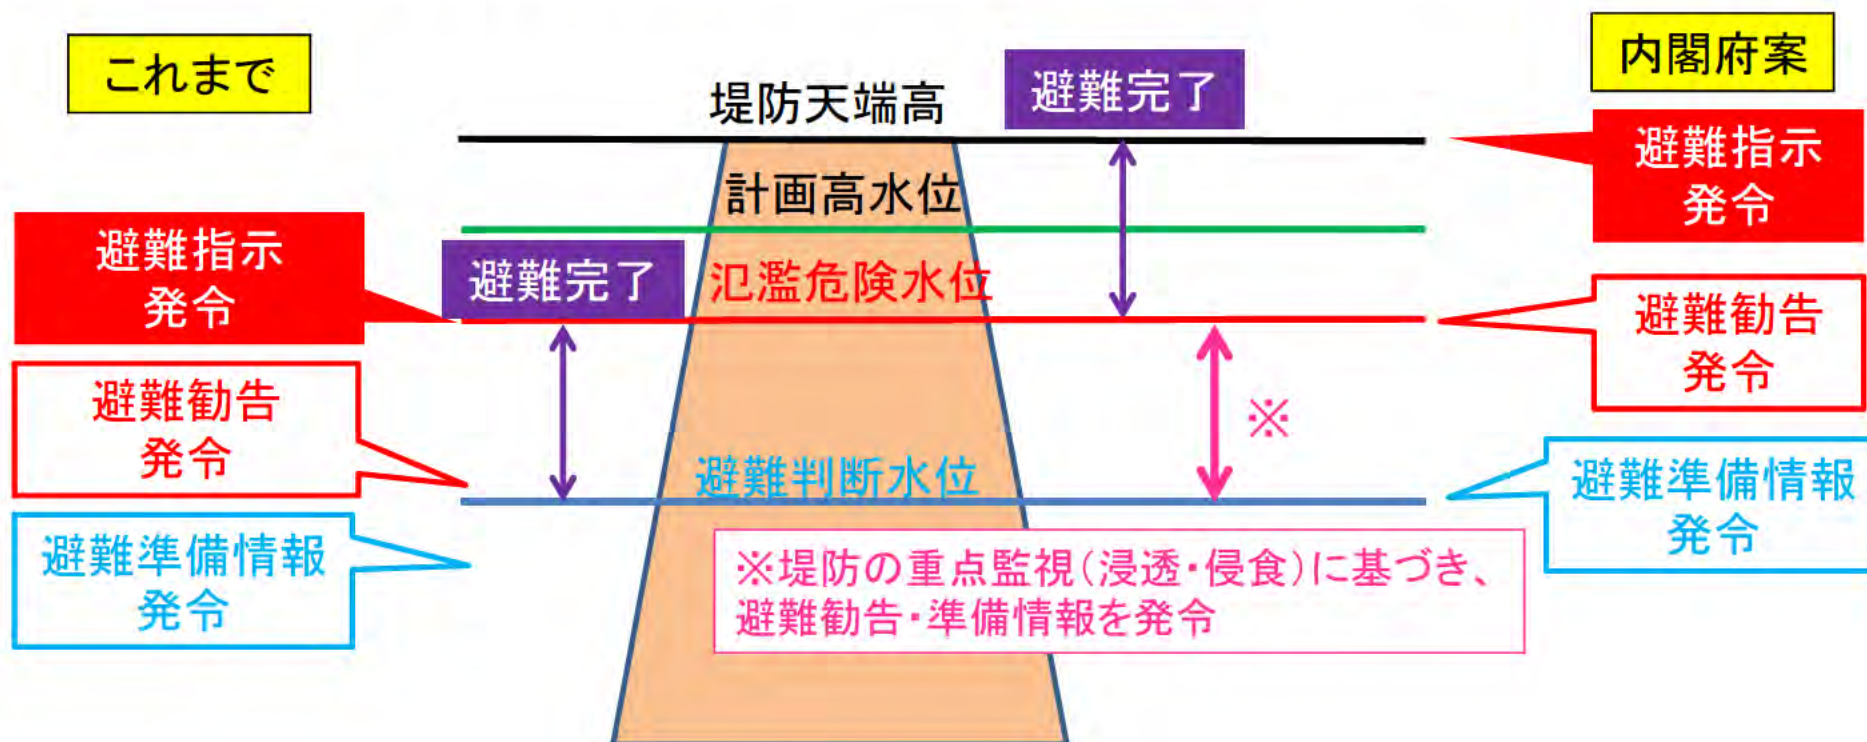 これまで
内閣府案
堤防天端高
避難完了
避難指示
発令
計画高水位
避難指示
発令
避難完了
氾濫危険水位
避難勧告
発令
避難勧告
発令
※
避難判断水位
避難準備情報
発令
避難準備情報
発令
※堤防の重点監視（浸透・侵食）に基づき、
避難勧告・準備情報を発令